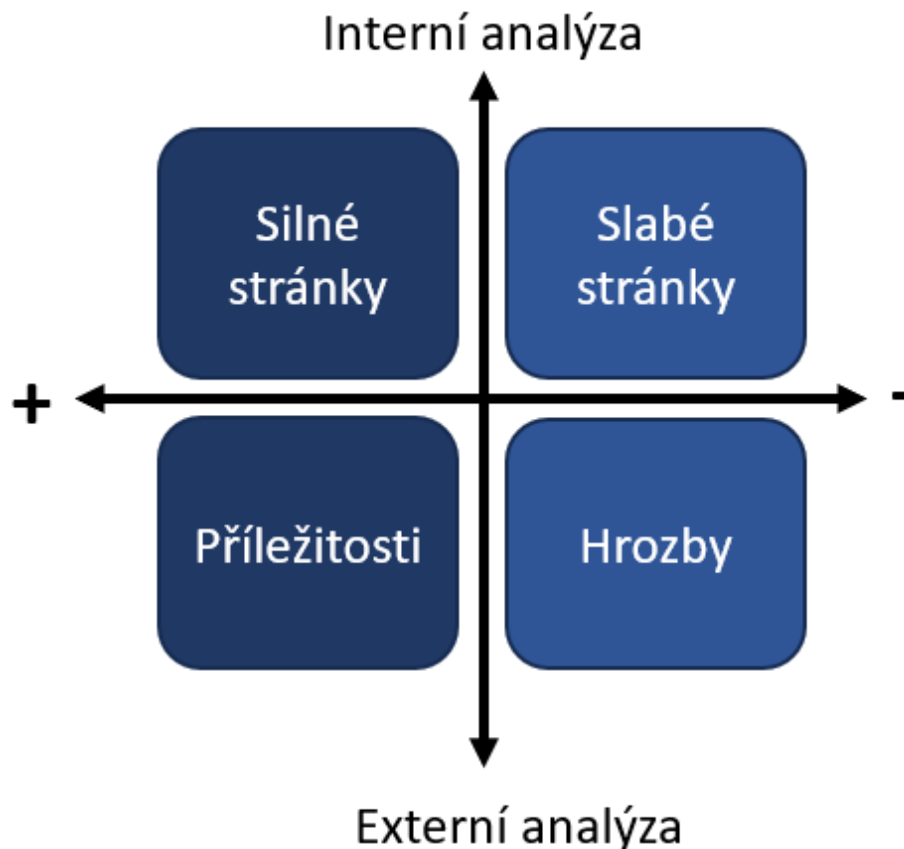 Interní analýza
Silné
stránky
Slabé
stránky
+
-
Příležitosti
Hrozby
Externí analýza